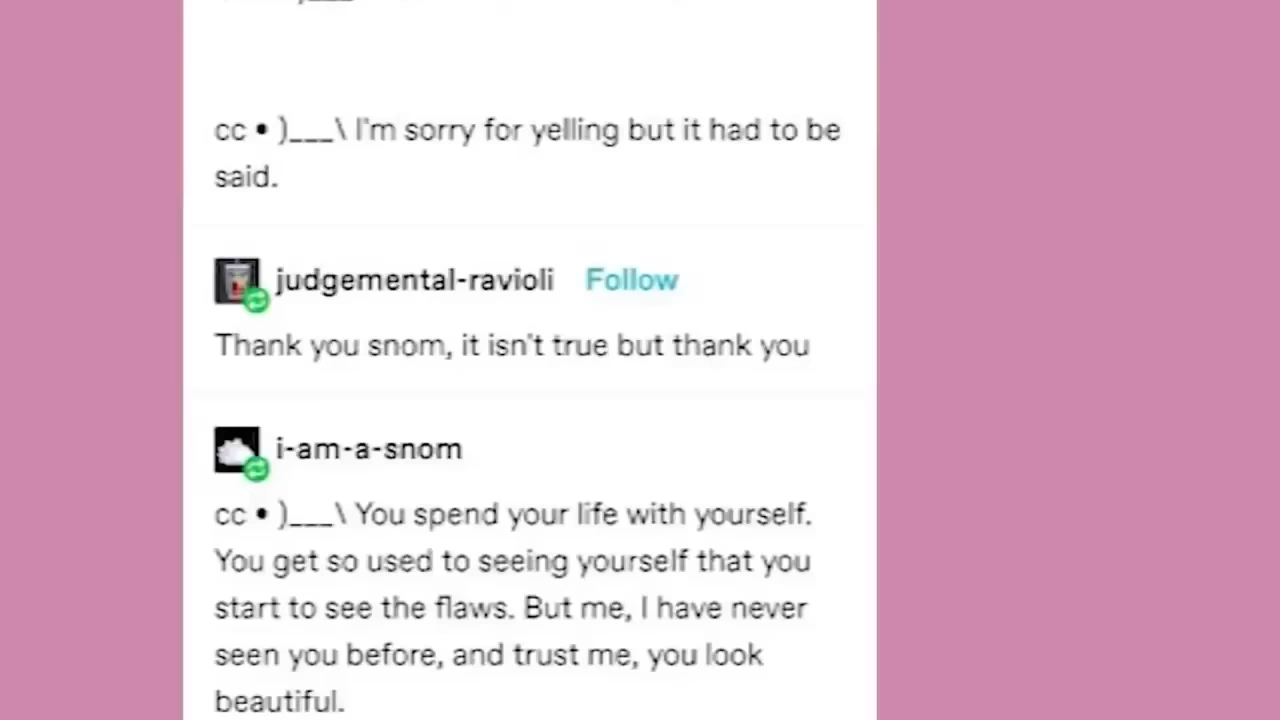 cc • )___\ I'm sorry for yelling but it had to be
said.
judgemental-ravioli Follow
Thank you snom, it isn't true but thank you
i-am-a-snom
cc • )___\ You spend your life with yourself.
You get so used to seeing yourself that you
start to see the flaws. But me, I have never
seen you before, and trust me, you look
beautiful.